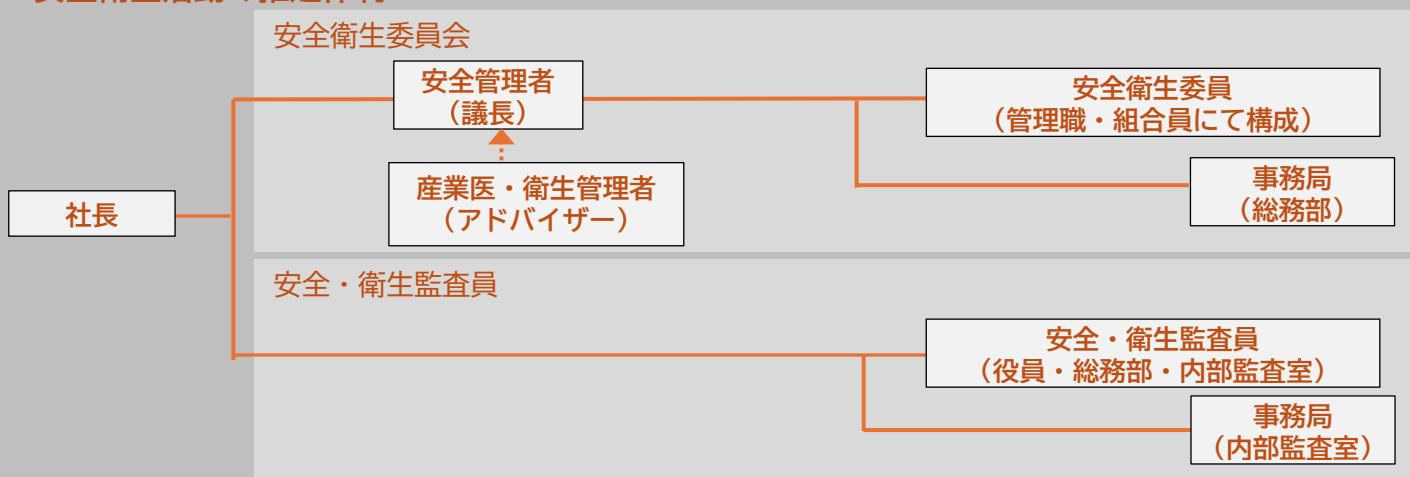 安全衛生委員会
安全管理者
（議長）
安全衛生委員
（管理職・組合員にて構成）
産業医・衛生管理者
（アドバイザー）
事務局
（総務部）
社長
安全・衛生監査員
安全・衛生監査員
（役員・総務部・内部監査室）
事務局
（内部監査室）